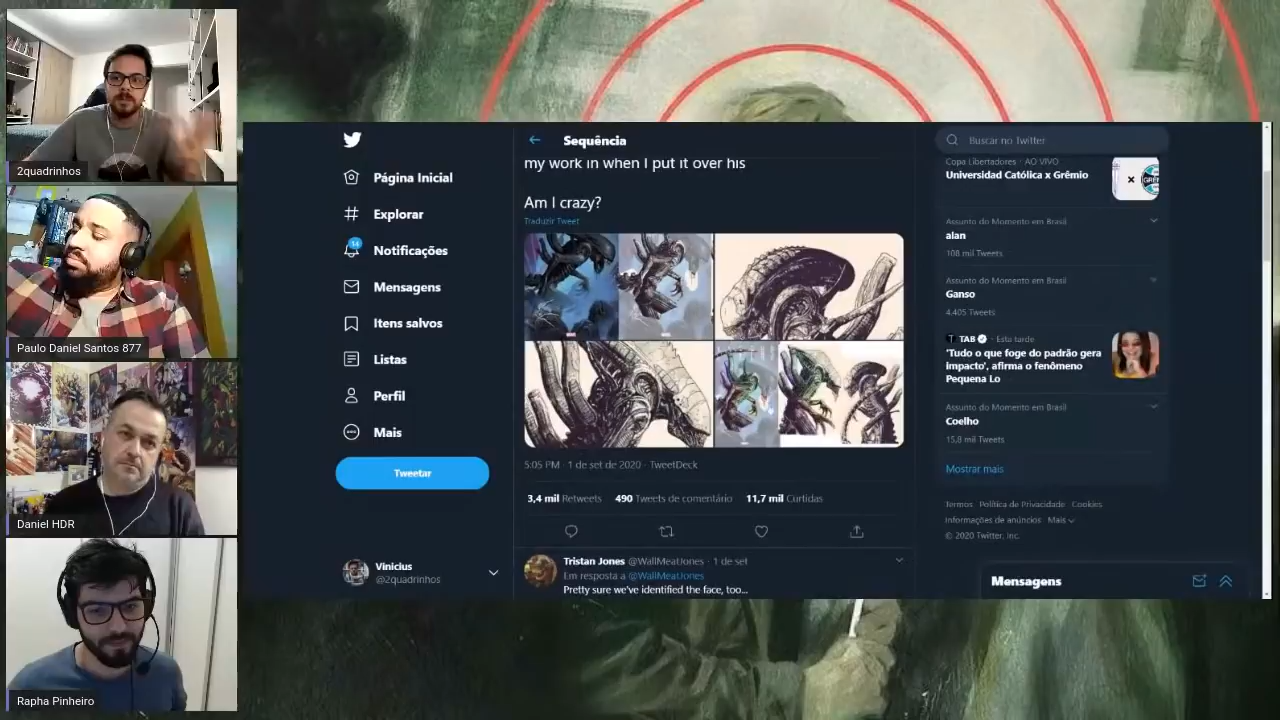 2quadrinhos
Paulo Daniel Santos 877
Daniel HDR
Rapha Pinheiro
Página Inicial
Explorar
14
Notificações
Mensagens
Itens salvos
Listas
Perfil
Mais
Tweetar
Vinicius
@2quadrinhos
Sequência
my work in when I put it over his
Am I crazy?
Traduzir Tweet
5:05 PM · 1 de set de 2020 · TweetDeck
3,4 mil Retweets 490 Tweets de comentário 11,7 mil Curtidas
Tristan Jones @WallMeatJones · 1 de set
Em resposta a @WallMeatJones
Pretty sure we've identified the face, too...
Buscar no Twitter
Copa Libertadores · AO VIVO
Universidad Católica x Grêmio
Assunto do Momento em Brasil
alan
108 mil Tweets
Assunto do Momento em Brasil
Ganso
4.405 Tweets
TAB · Esta tarde
'Tudo o que foge do padrão gera
impacto', afirma o fenômeno
Pequena Lo
Assunto do Momento em Brasil
Coelho
15,8 mil Tweets
Mostrar mais
Termos Política de Privacidade Cookies
Informações de anúncios Mais
© 2020 Twitter, Inc.
Mensagens